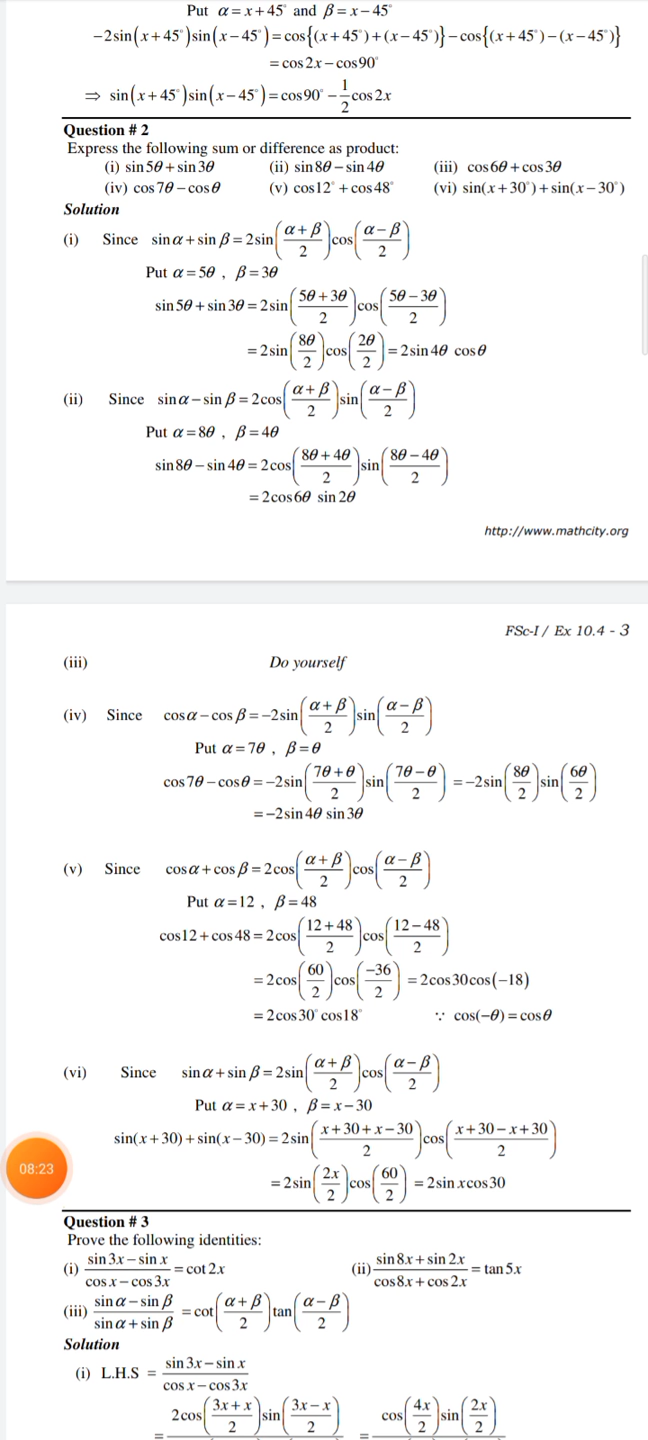 Put α = x + 45° and β = x − 45°
−2sin(x + 45°)sin(x − 45°) = cos{(x + 45°) + (x − 45°)} − cos{(x + 45°) − (x − 45°)}
= cos 2x − cos 90°
⇒ sin(x + 45°)sin(x − 45°) = cos 90° − 1/2 cos 2x
Question # 2
Express the following sum or difference as product:
(i) sin 5θ + sin 3θ (ii) sin 8θ − sin 4θ (iii) cos 6θ + cos 3θ
(iv) cos 7θ − cos θ (v) cos 12° + cos 48° (vi) sin(x + 30°) + sin(x − 30°)
Solution
(i) Since sin α + sin β = 2sin((α + β)/2)cos((α − β)/2)
Put α = 5θ , β = 3θ
sin 5θ + sin 3θ = 2sin((5θ + 3θ)/2)cos((5θ − 3θ)/2)
= 2sin(8θ/2)cos(2θ/2) = 2sin 4θ cos θ
(ii) Since sin α − sin β = 2cos((α + β)/2)sin((α − β)/2)
Put α = 8θ , β = 4θ
sin 8θ − sin 4θ = 2cos((8θ + 4θ)/2)sin((8θ − 4θ)/2)
= 2cos 6θ sin 2θ
http://www.mathcity.org
FSc-I / Ex 10.4 - 3
(iii) Do yourself
(iv) Since cos α − cos β = −2sin((α + β)/2)sin((α − β)/2)
Put α = 7θ , β = θ
cos 7θ − cos θ = −2sin((7θ + θ)/2)sin((7θ − θ)/2) = −2sin(8θ/2)sin(6θ/2)
= −2sin 4θ sin 3θ
(v) Since cos α + cos β = 2cos((α + β)/2)cos((α − β)/2)
Put α = 12 , β = 48
cos 12 + cos 48 = 2cos((12 + 48)/2)cos((12 − 48)/2)
= 2cos(60/2)cos(−36/2) = 2cos 30 cos(−18)
= 2cos 30° cos 18° ∵ cos(−θ) = cos θ
(vi) Since sin α + sin β = 2sin((α + β)/2)cos((α − β)/2)
Put α = x + 30 , β = x − 30
sin(x + 30) + sin(x − 30) = 2sin((x + 30 + x − 30)/2)cos((x + 30 − x + 30)/2)
08:23
= 2sin(2x/2)cos(60/2) = 2sin x cos 30
Question # 3
Prove the following identities:
(i) (sin 3x − sin x)/(cos x − cos 3x) = cot 2x (ii) (sin 8x + sin 2x)/(cos 8x + cos 2x) = tan 5x
(iii) (sin α − sin β)/(sin α + sin β) = cot((α + β)/2)tan((α − β)/2)
Solution
(i) L.H.S = (sin 3x − sin x)/(cos x − cos 3x)
= 2cos((3x + x)/2)sin((3x − x)/2) = cos(4x/2)sin(2x/2)